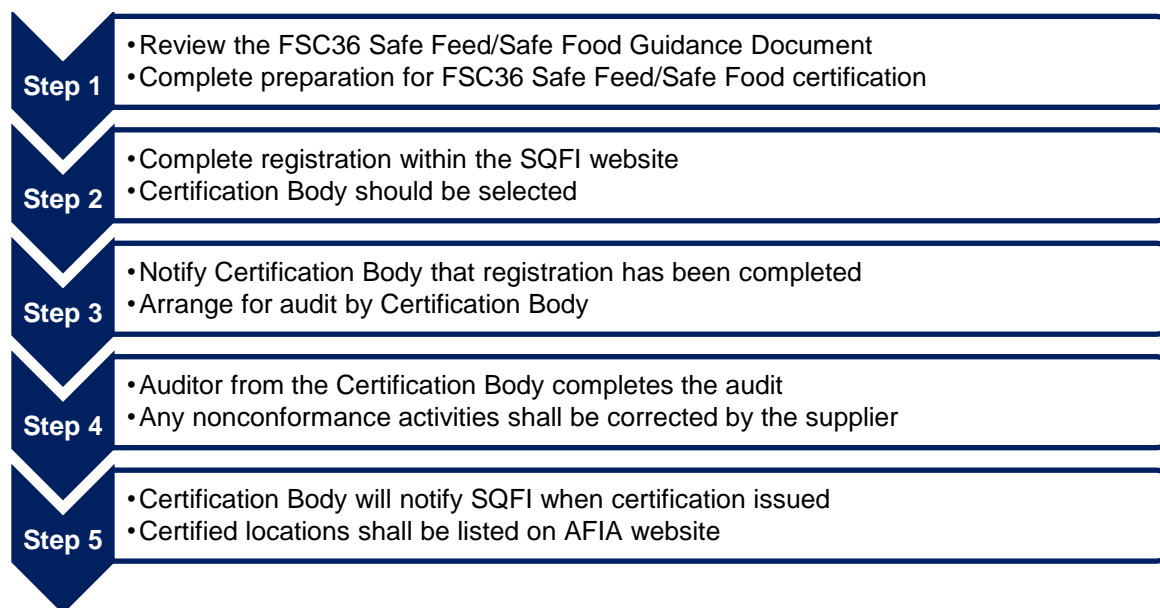 Step 1
•Review the FSC36 Safe Feed/Safe Food Guidance Document
•Complete preparation for FSC36 Safe Feed/Safe Food certification
Step 2
•Complete registration within the SQFI website
•Certification Body should be selected
Step 3
•Notify Certification Body that registration has been completed
•Arrange for audit by Certification Body
Step 4
•Auditor from the Certification Body completes the audit
•Any nonconformance activities shall be corrected by the supplier
Step 5
•Certification Body will notify SQFI when certification issued
•Certified locations shall be listed on AFIA website